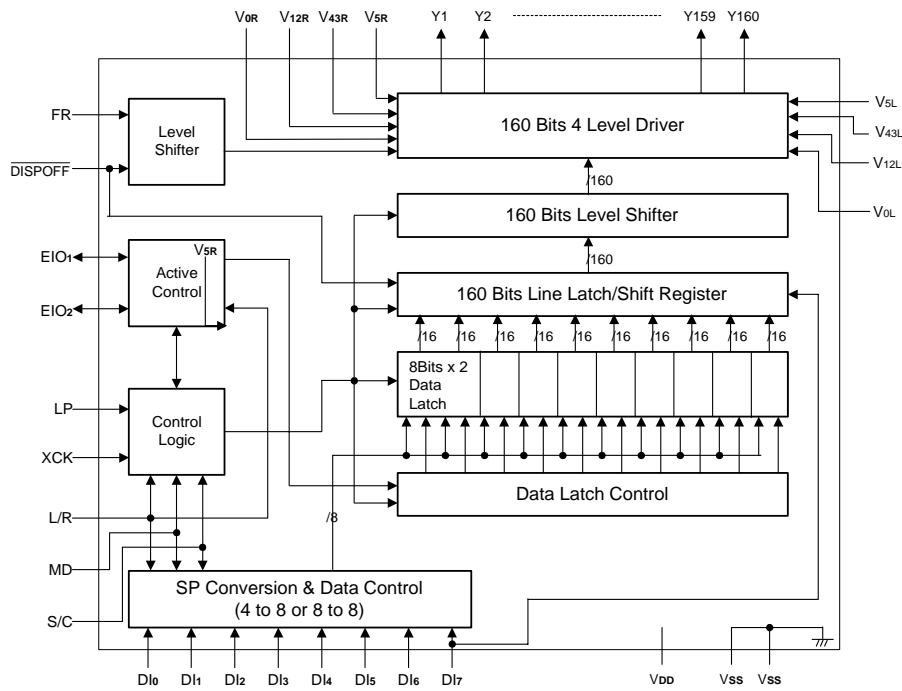 V0R V12R V43R V5R Y1 Y2 Y159 Y160
FR
Level
Shifter
DISPOFF
160 Bits 4 Level Driver
V5L
V43L
V12L
V0L
/160
160 Bits Level Shifter
/160
EIO1
EIO2
Active
Control
V5R
160 Bits Line Latch/Shift Register
/16 /16 /16 /16 /16 /16 /16 /16 /16 /16
8Bits x 2
Data
Latch
LP
XCK
Control
Logic
Data Latch Control
L/R
MD
S/C
/8
SP Conversion & Data Control
(4 to 8 or 8 to 8)
DI0 DI1 DI2 DI3 DI4 DI5 DI6 DI7 VDD VSS VSS